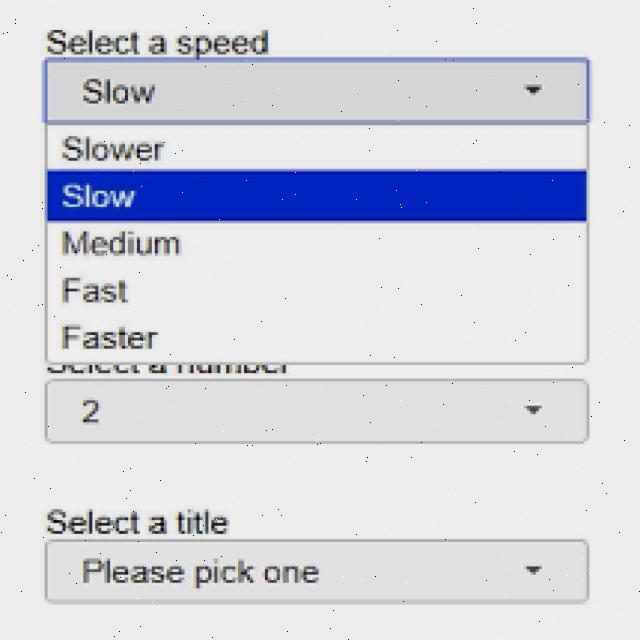 Select a speed
Slow
Slower
Slow
Medium
Fast
Faster
Select a number
2
Select a title
Please pick one